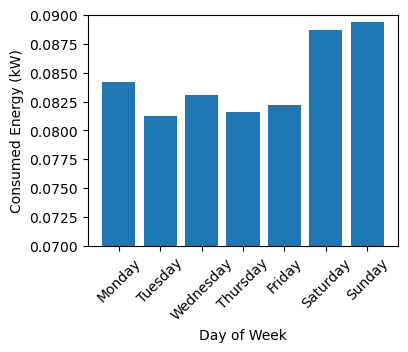 Consumed Energy (kW)
0.0900
0.0875
0.0850
0.0825
0.0800
0.0775
0.0750
0.0725
0.0700
Monday
Tuesday
Wednesday
Thursday
Friday
Saturday
Sunday
Day of Week